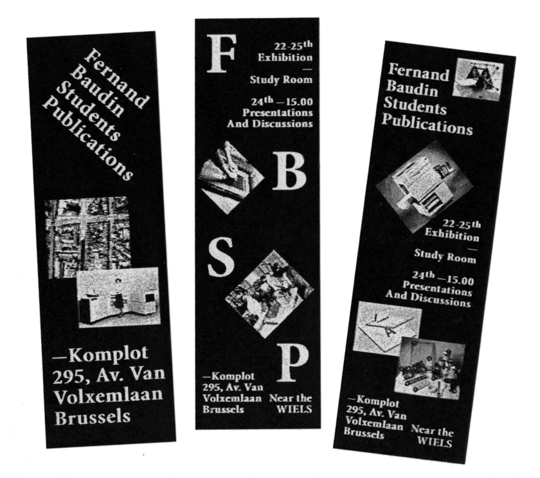 Fernand
Baudin
Students
Publications
—Komplot
295, Av. Van
Volxemlaan
Brussels
F
22-25th
Exhibition
—
Study Room
24th —15.00
Presentations
And Discussions
B
S
P
—Komplot
295, Av. Van
Volxemlaan
Brussels
Near the
WIELS
Fernand
Baudin
Students
Publications
22-25th
Exhibition
—
Study Room
24th —15.00
Presentations
And Discussions
—Komplot
295, Av. Van
Volxemlaan
Brussels
Near the
WIELS